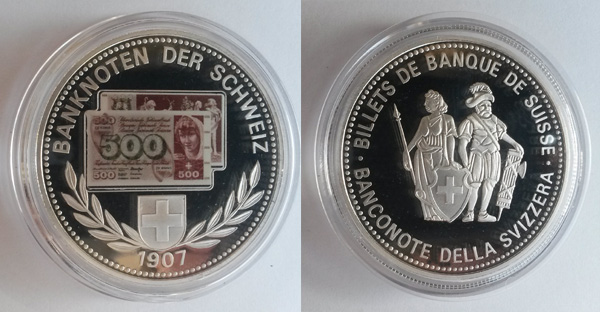 BANKNOTEN DER SCHWEIZ
500
500 500
1907
· BILLETS DE BANQUE DE SUISSE ·
BANCONOTE DELLA SVIZZERA